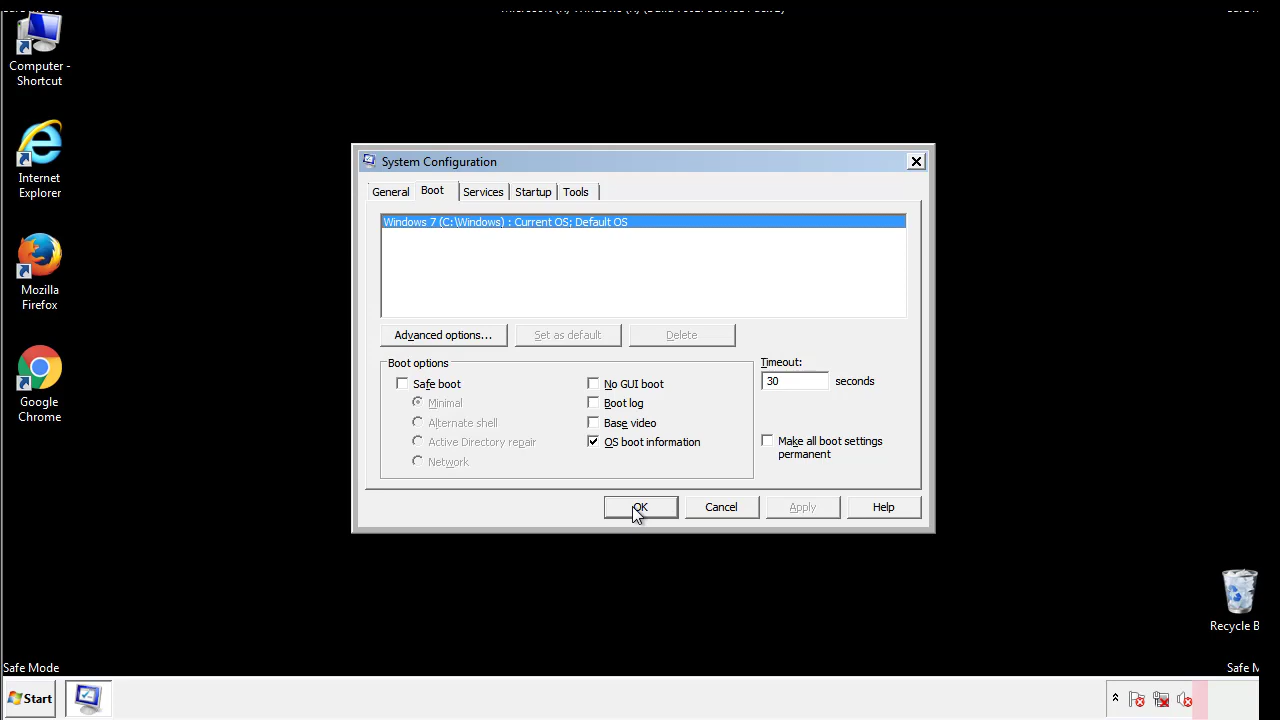 Computer -
Shortcut
Internet
Explorer
Mozilla
Firefox
Google
Chrome
System Configuration
General
Boot
Services
Startup
Tools
Windows 7 (C:\Windows) : Current OS; Default OS
Advanced options...
Set as default
Delete
Boot options
Safe boot
Minimal
Alternate shell
Active Directory repair
Network
No GUI boot
Boot log
Base video
OS boot information
Timeout:
30 seconds
Make all boot settings
permanent
OK
Cancel
Apply
Help
Recycle B
Safe Mode
Safe M
Start